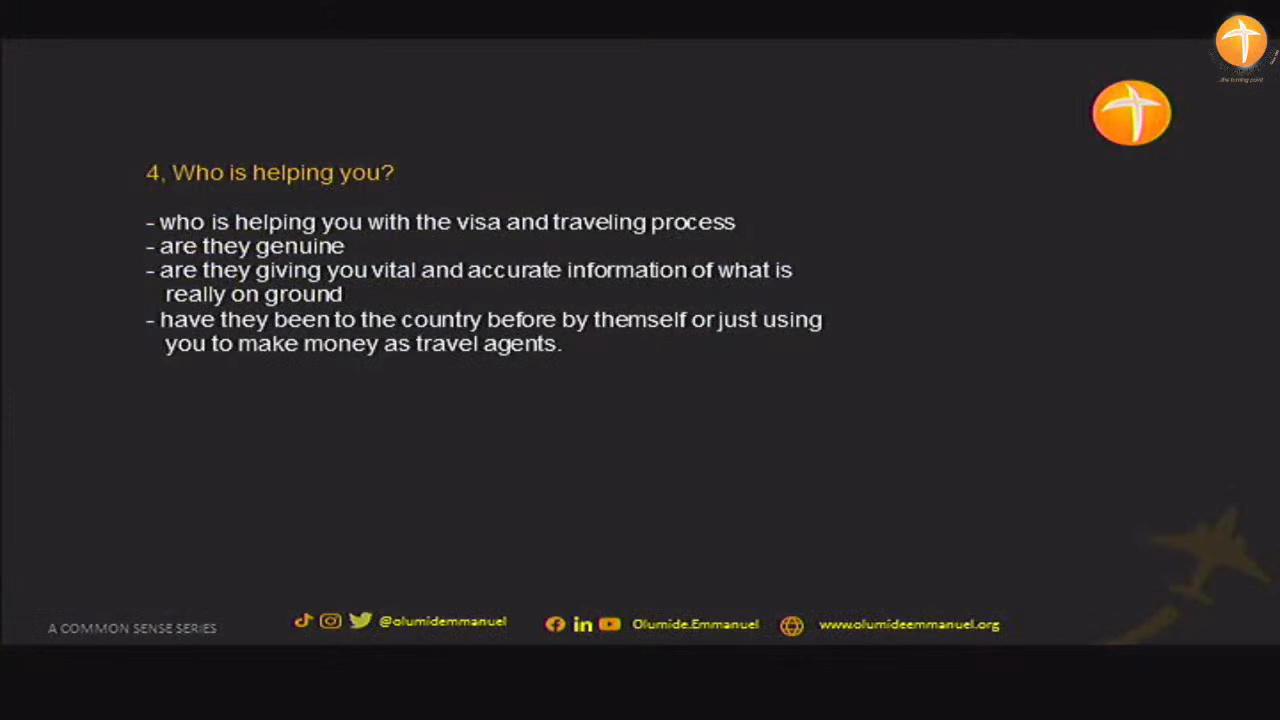 4, Who is helping you?
- who is helping you with the visa and traveling process
- are they genuine
- are they giving you vital and accurate information of what is
really on ground
- have they been to the country before by themself or just using
you to make money as travel agents.
A COMMON SENSE SERIES
@olumidemmanuel
Olumide.Emmanuel
www.olumideemmanuel.org